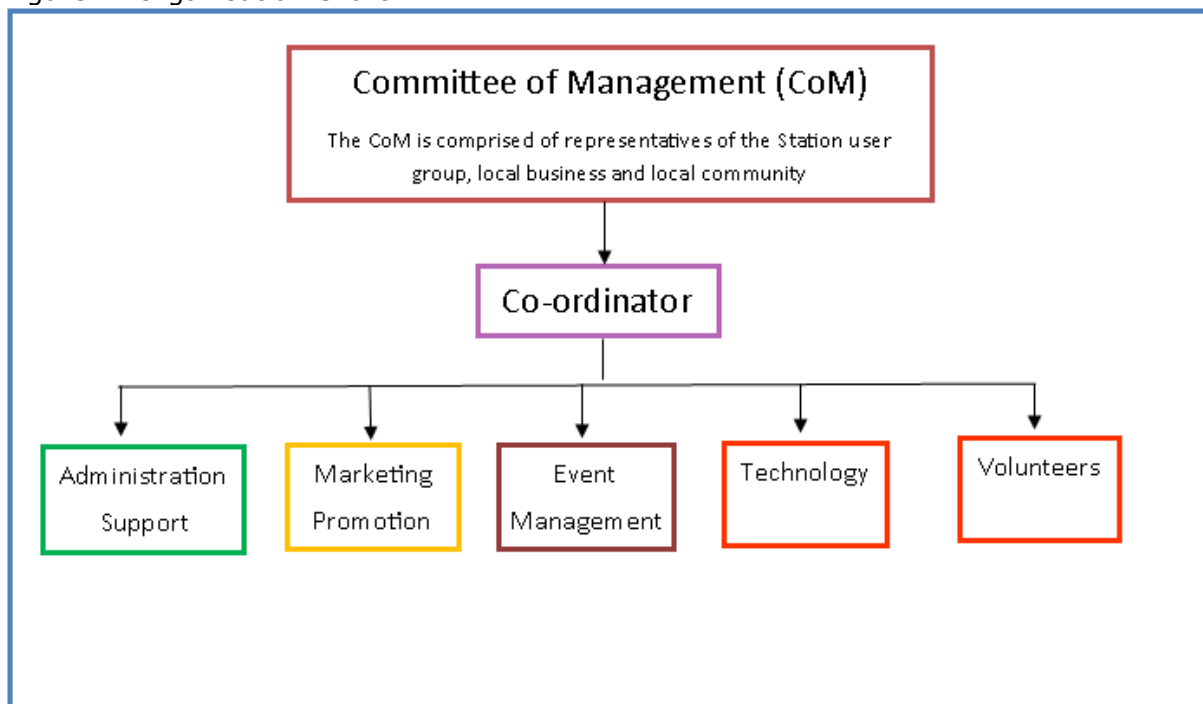 Committee of Management (CoM)
The CoM is comprised of representatives of the Station user
group, local business and local community
Co-ordinator
Administration
Support
Marketing
Promotion
Event
Management
Technology
Volunteers